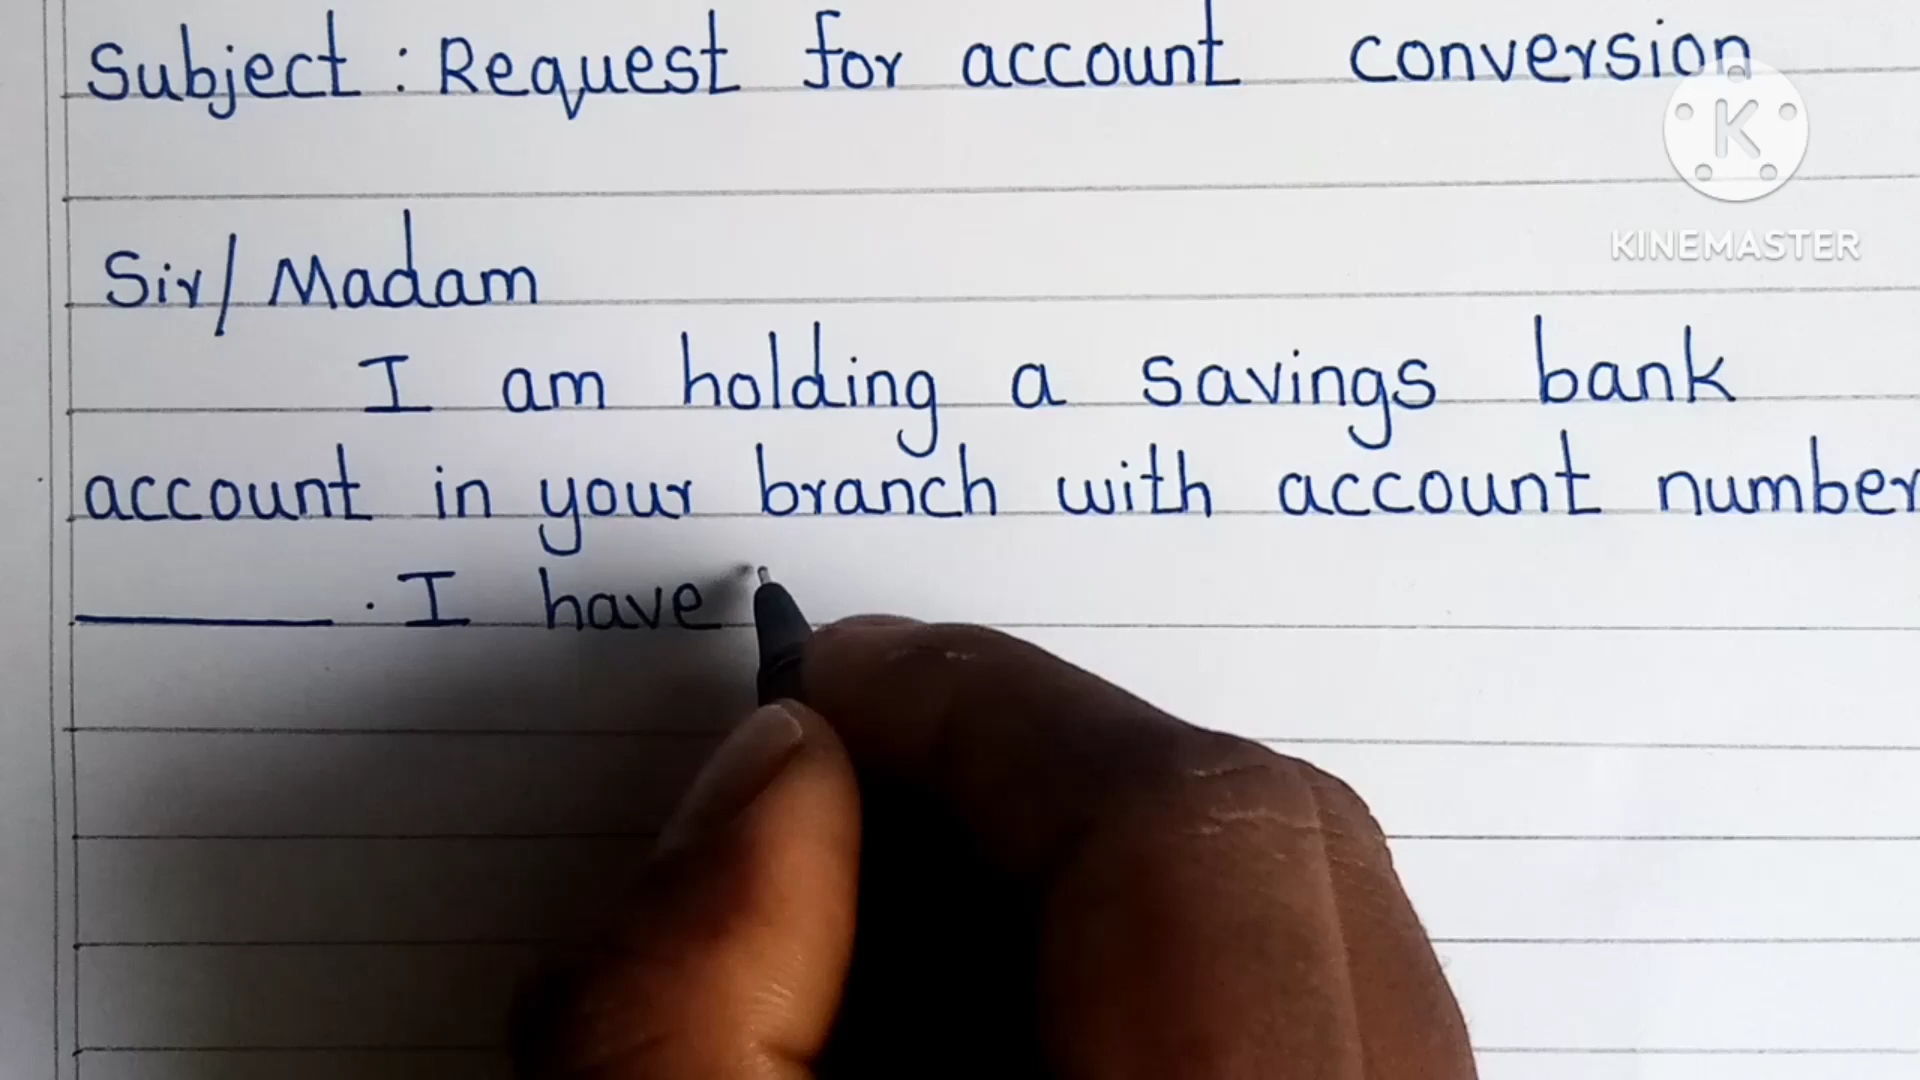 Subject : Request for account conversion
K
KINEMASTER
Sir/ Madam
I am holding a savings bank
account in your branch with account number
______ . I have